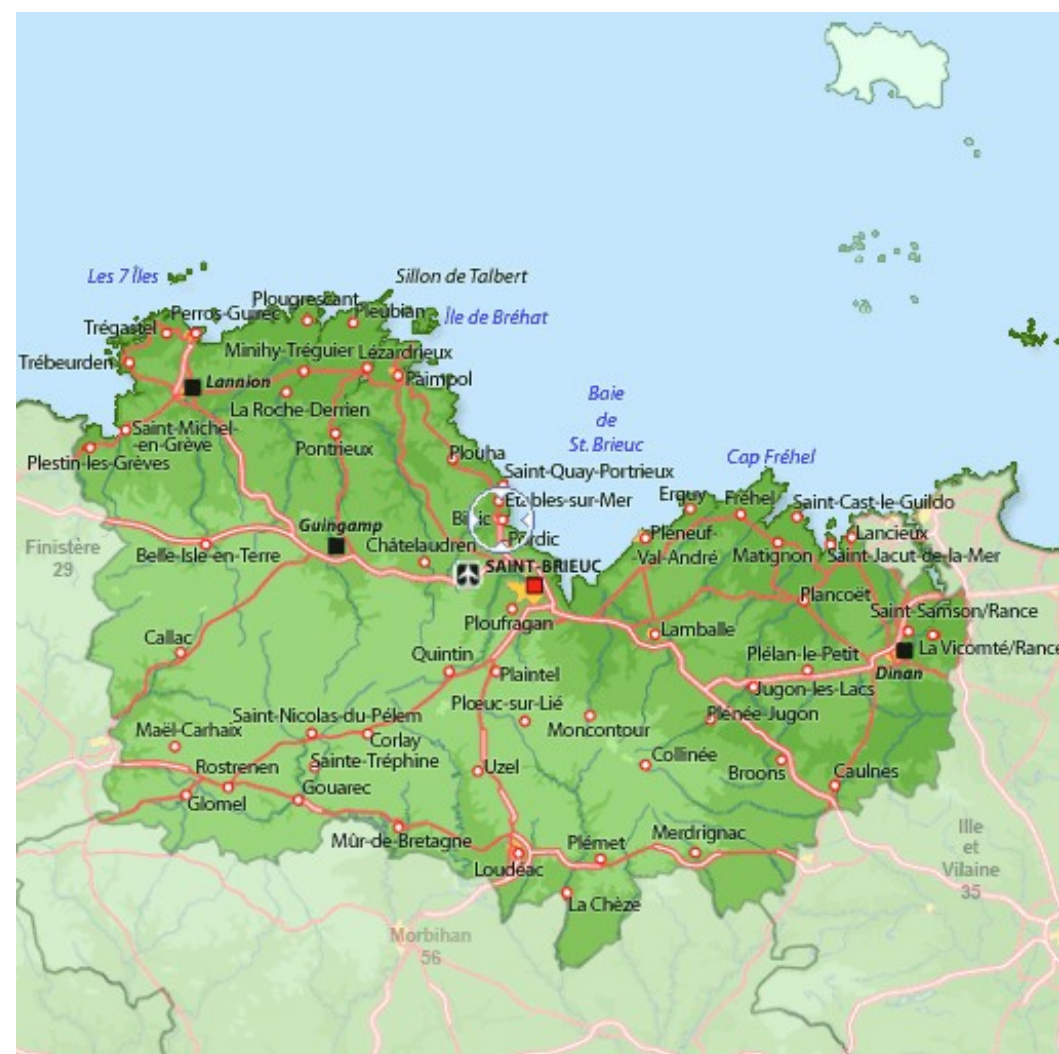 Les 7 Îles
Sillon de Talbert
Plougrescant
Pleubian
Île de Bréhat
Perros-Guirec
Trégastel
Trébeurden
Minihy-Tréguier
Lézardrieux
Lannion
Paimpol
La Roche-Derrien
Baie
de
St. Brieuc
Saint-Michel-
-en-Grève
Pontrieux
Plouha
Plestin-les-Grèves
Cap Fréhel
Saint-Quay-Portrieux
Etables-sur-Mer
Erquy
Fréhel
Saint-Cast-le-Guildo
Binic
Guingamp
Pordic
Pléneuf-
Val-André
Lancieux
Finistère
29
Belle-Isle-en-Terre
Châtelaudren
Matignon
Saint-Jacut-de-la-Mer
SAINT-BRIEUC
Plancoët
Saint-Samson/Rance
Ploufragan
Callac
Lamballe
La Vicomté/Rance
Quintin
Plaintel
Plélan-le-Petit
Dinan
Jugon-les-Lacs
Plœuc-sur-Lié
Saint-Nicolas-du-Pélem
Plénée-Jugon
Maël-Carhaix
Corlay
Moncontour
Collinée
Rostrenen
Sainte-Tréphine
Uzel
Broons
Caulnes
Glomel
Gouarec
Mûr-de-Bretagne
Plémet
Merdrignac
Ille
et
Vilaine
35
Loudéac
La Chèze
Morbihan
56